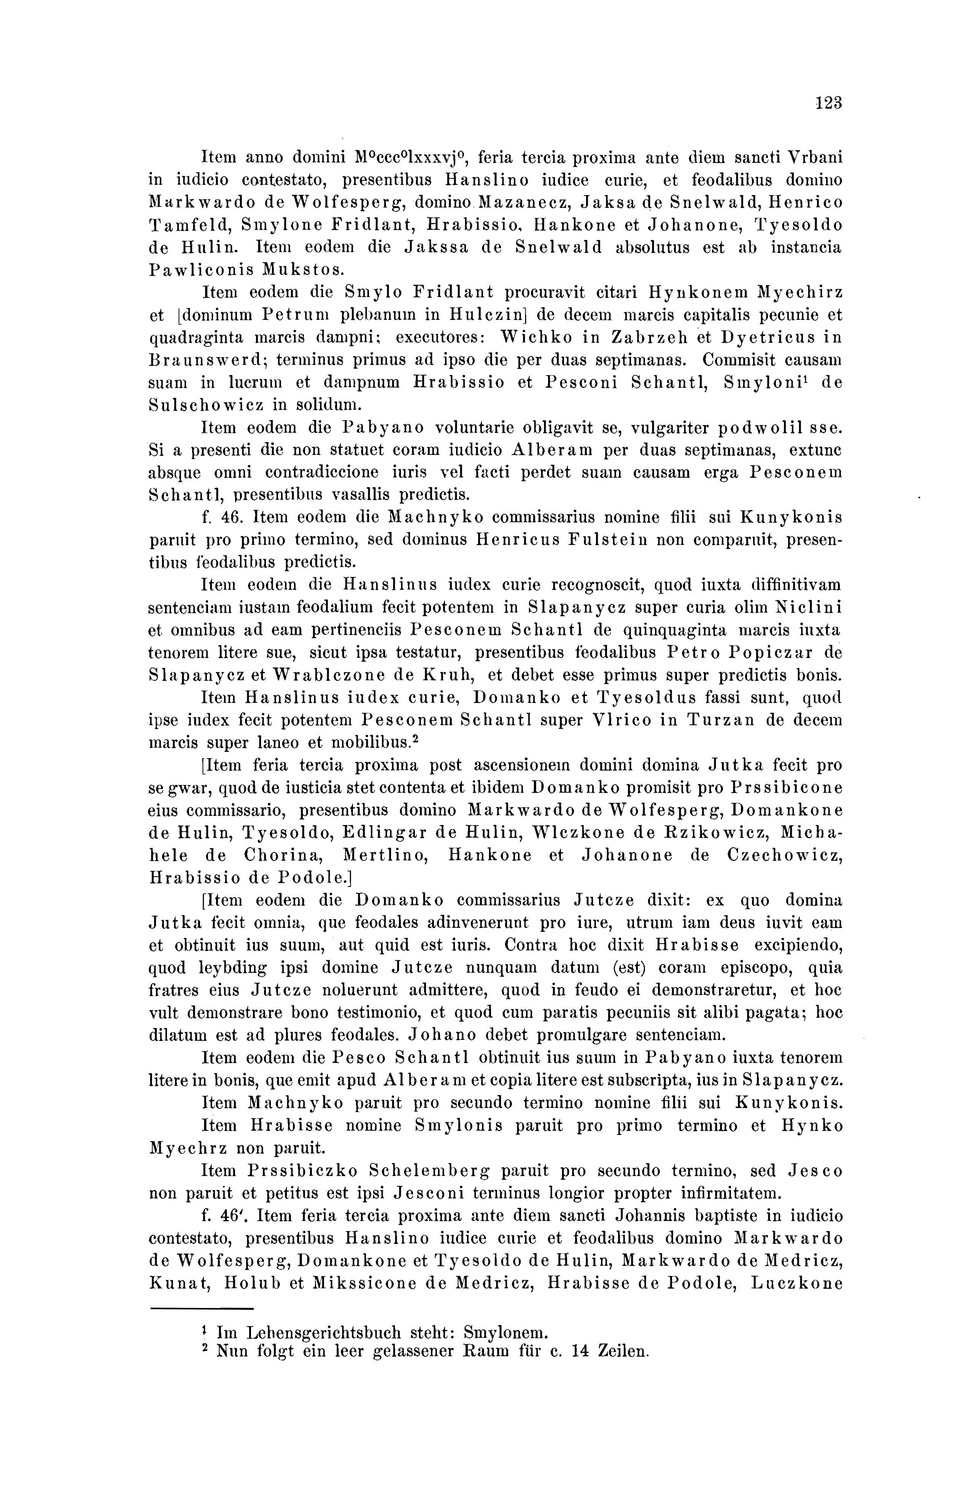 123
Item anno domini M⁰ccc⁰lxxxvj⁰, feria tercia proxima ante diem sancti Vrbani
in iudicio contestato, presentibus Hanslino iudice curie, et feodalibus domino
Markwardo de Wolfesperg, domino Mazanecz, Jaksa de Snelwald, Henrico
Tamfeld, Smylone Fridlant, Hrabissio, Hankone et Johanone, Tyesoldo
de Hulin. Item eodem die Jakssa de Snelwald absolutus est ab instancia
Pawliconis Mukstos.
Item eodem die Smylo Fridlant procuravit citari Hynkonem Myechirz
et [dominum Petrum plebanum in Hulczin] de decem marcis capitalis pecunie et
quadraginta marcis dampni; executores: Wichko in Zabrzeh et Dyetricus in
Braunswerd; terminus primus ad ipso die per duas septimanas. Commisit causam
suam in lucrum et dampnum Hrabissio et Pesconi Schantl, Smyloni¹ de
Sulschowicz in solidum.
Item eodem die Pabyano voluntarie obligavit se, vulgariter podwolil sse.
Si a presenti die non statuet coram iudicio Alberam per duas septimanas, extunc
absque omni contradiccione iuris vel facti perdet suam causam erga Pesconem
Schantl, presentibus vasallis predictis.
f. 46. Item eodem die Machnyko commissarius nomine filii sui Kunykonis
paruit pro primo termino, sed dominus Henricus Fulstein non comparuit, presen-
tibus feodalibus predictis.
Item eodem die Hanslinus iudex curie recognoscit, quod iuxta diffinitivam
sentenciam iustam feodalium fecit potentem in Slapanycz super curia olim Niclini
et omnibus ad eam pertinenciis Pesconem Schantl de quinquaginta marcis iuxta
tenorem litere sue, sicut ipsa testatur, presentibus feodalibus Petro Popiczar de
Slapanycz et Wrablczone de Kruh, et debet esse primus super predictis bonis.
Item Hanslinus iudex curie, Domanko et Tyesoldus fassi sunt, quod
ipse iudex fecit potentem Pesconem Schantl super Vlrico in Turzan de decem
marcis super laneo et mobilibus.²
[Item feria tercia proxima post ascensionem domini domina Jutka fecit pro
se gwar, quod de iusticia stet contenta et ibidem Domanko promisit pro Prssibicone
eius commissario, presentibus domino Markwardo de Wolfesperg, Domankone
de Hulin, Tyesoldo, Edlingar de Hulin, Wlczkone de Rzikowicz, Micha-
hele de Chorina, Mertlino, Hankone et Johanone de Czechowicz,
Hrabissio de Podole.]
[Item eodem die Domanko commissarius Jutcze dixit: ex quo domina
Jutka fecit omnia, que feodales adinvenerunt pro iure, utrum iam deus iuvit eam
et obtinuit ius suum, aut quid est iuris. Contra hoc dixit Hrabisse excipiendo,
quod leybding ipsi domine Jutcze nunquam datum (est) coram episcopo, quia
fratres eius Jutcze noluerunt admittere, quod in feudo ei demonstraretur, et hoc
vult demonstrare bono testimonio, et quod cum paratis pecuniis sit alibi pagata; hoc
dilatum est ad plures feodales. Johano debet promulgare sentenciam.
Item eodem die Pesco Schantl obtinuit ius suum in Pabyano iuxta tenorem
litere in bonis, que emit apud Alberam et copia litere est subscripta, ius in Slapanycz.
Item Machnyko paruit pro secundo termino nomine filii sui Kunykonis.
Item Hrabisse nomine Smylonis paruit pro primo termino et Hynko
Myechrz non paruit.
Item Prssibiczko Schelemberg paruit pro secundo termino, sed Jesco
non paruit et petitus est ipsi Jesconi terminus longior propter infirmitatem.
f. 46′. Item feria tercia proxima ante diem sancti Johannis baptiste in iudicio
contestato, presentibus Hanslino iudice curie et feodalibus domino Markwardo
de Wolfesperg, Domankone et Tyesoldo de Hulin, Markwardo de Medricz,
Kunat, Holub et Mikssicone de Medricz, Hrabisse de Podole, Luczkone
¹ Im Lehensgerichtsbuch steht: Smylonem.
² Nun folgt ein leer gelassener Raum für c. 14 Zeilen.